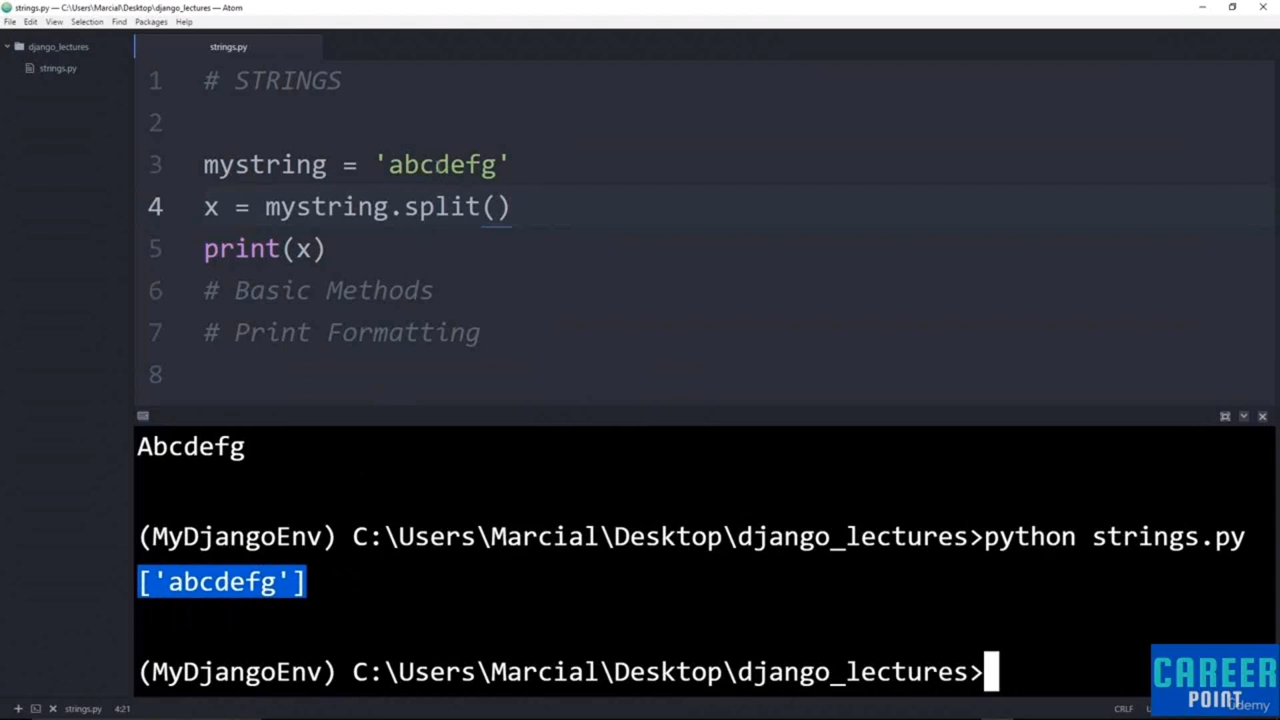 strings.py — C:\Users\Marcial\Desktop\django_lectures — Atom
File Edit View Selection Find Packages Help
django_lectures
strings.py
strings.py
1 # STRINGS
2
3 mystring = 'abcdefg'
4 x = mystring.split()
5 print(x)
6 # Basic Methods
7 # Print Formatting
8
Abcdefg
(MyDjangoEnv) C:\Users\Marcial\Desktop\django_lectures>python strings.py
['abcdefg']
(MyDjangoEnv) C:\Users\Marcial\Desktop\django_lectures>
CAREER
POINT
Udemy
strings.py 4:21
CRLF